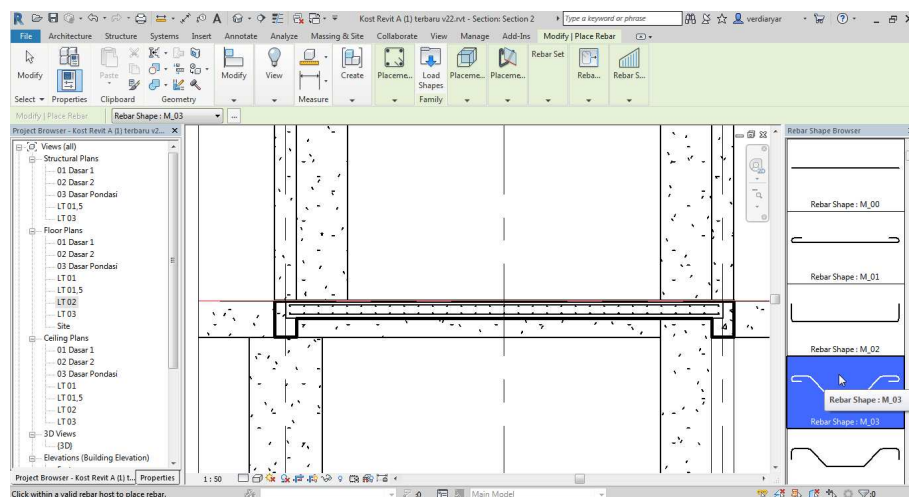 Kost Revit A (1) terbaru v22.rvt - Section: Section 2
Type a keyword or phrase
verdiaryar
File Architecture Structure Systems Insert Annotate Analyze Massing & Site Collaborate View Manage Add-Ins Modify | Place Rebar
Modify Paste Modify View Create Placeme... Load Shapes Placeme... Placeme... Rebar Set Reba... Rebar S...
Select Properties Clipboard Geometry Measure Family
Modify | Place Rebar Rebar Shape : M_03 ...
Project Browser - Kost Revit A (1) terbaru v2...
Views (all)
Structural Plans
01 Dasar 1
02 Dasar 2
03 Dasar Pondasi
LT 01,5
LT 03
Floor Plans
01 Dasar 1
02 Dasar 2
03 Dasar Pondasi
LT 01
LT 01,5
LT 02
LT 03
Site
Ceiling Plans
01 Dasar 1
02 Dasar 2
03 Dasar Pondasi
LT 01
LT 01,5
LT 02
LT 03
3D Views
{3D}
Elevations (Building Elevation)
Project Browser - Kost Revit A (1) t... Properties
1 : 50
Rebar Shape Browser
Rebar Shape : M_00
Rebar Shape : M_01
Rebar Shape : M_02
Rebar Shape : M_03
Rebar Shape : M_03
Click within a valid rebar host to place rebar.
:0
Main Model
:0